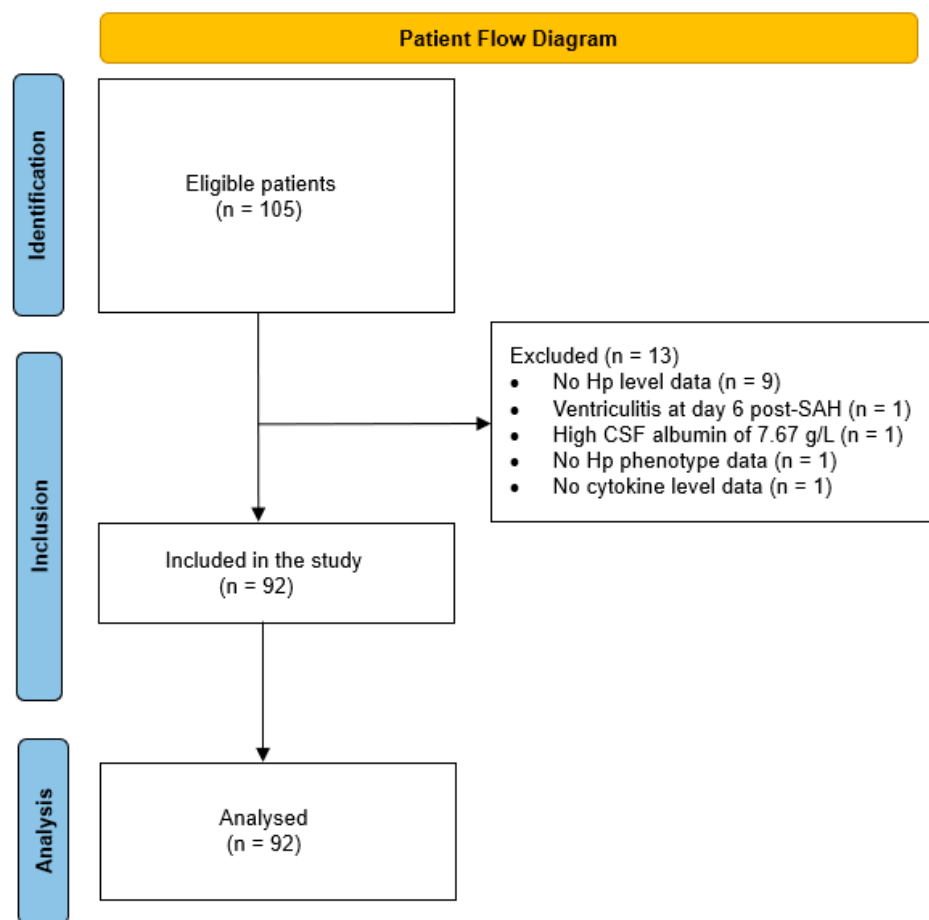 Patient Flow Diagram
Identification
Eligible patients
(n = 105)
Excluded (n = 13)
• No Hp level data (n = 9)
• Ventriculitis at day 6 post-SAH (n = 1)
• High CSF albumin of 7.67 g/L (n = 1)
• No Hp phenotype data (n = 1)
• No cytokine level data (n = 1)
Inclusion
Included in the study
(n = 92)
Analysis
Analysed
(n = 92)